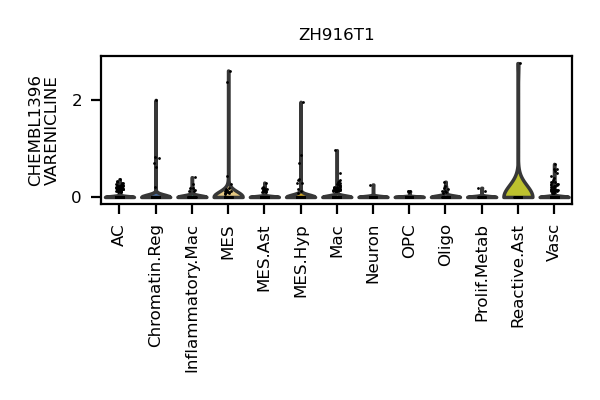 ZH916T1
CHEMBL1396
VARENICLINE
2
0
AC
Chromatin.Reg
Inflammatory.Mac
MES
MES.Ast
MES.Hyp
Mac
Neuron
OPC
Oligo
Prolif.Metab
Reactive.Ast
Vasc